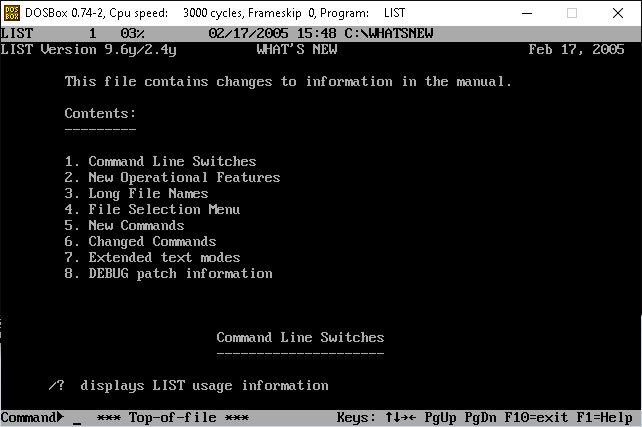 DOSBox 0.74-2, Cpu speed: 3000 cycles, Frameskip 0, Program: LIST
LIST 1 03% 02/17/2005 15:48 C:\WHATSNEW
LIST Version 9.6y/2.4y WHAT'S NEW Feb 17, 2005
This file contains changes to information in the manual.
Contents:
---------
1. Command Line Switches
2. New Operational Features
3. Long File Names
4. File Selection Menu
5. New Commands
6. Changed Commands
7. Extended text modes
8. DEBUG patch information
Command Line Switches
---------------------
/? displays LIST usage information
Command► _ *** Top-of-file *** Keys: ↑↓→← PgUp PgDn F10=exit F1=Help